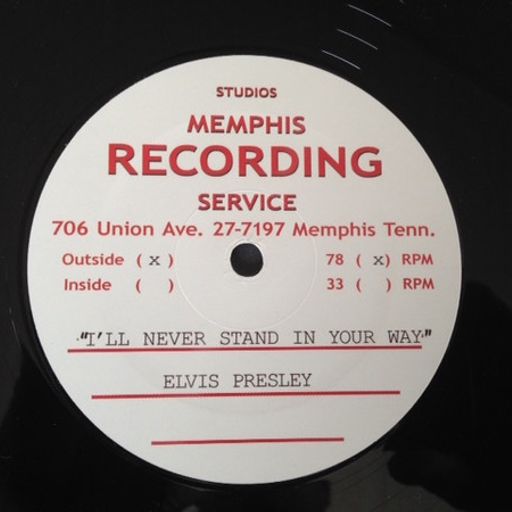 STUDIOS
MEMPHIS
RECORDING
SERVICE
706 Union Ave. 27-7197 Memphis Tenn.
Outside ( x ) 78 ( x) RPM
Inside ( ) 33 ( ) RPM
"I'LL NEVER STAND IN YOUR WAY"
ELVIS PRESLEY